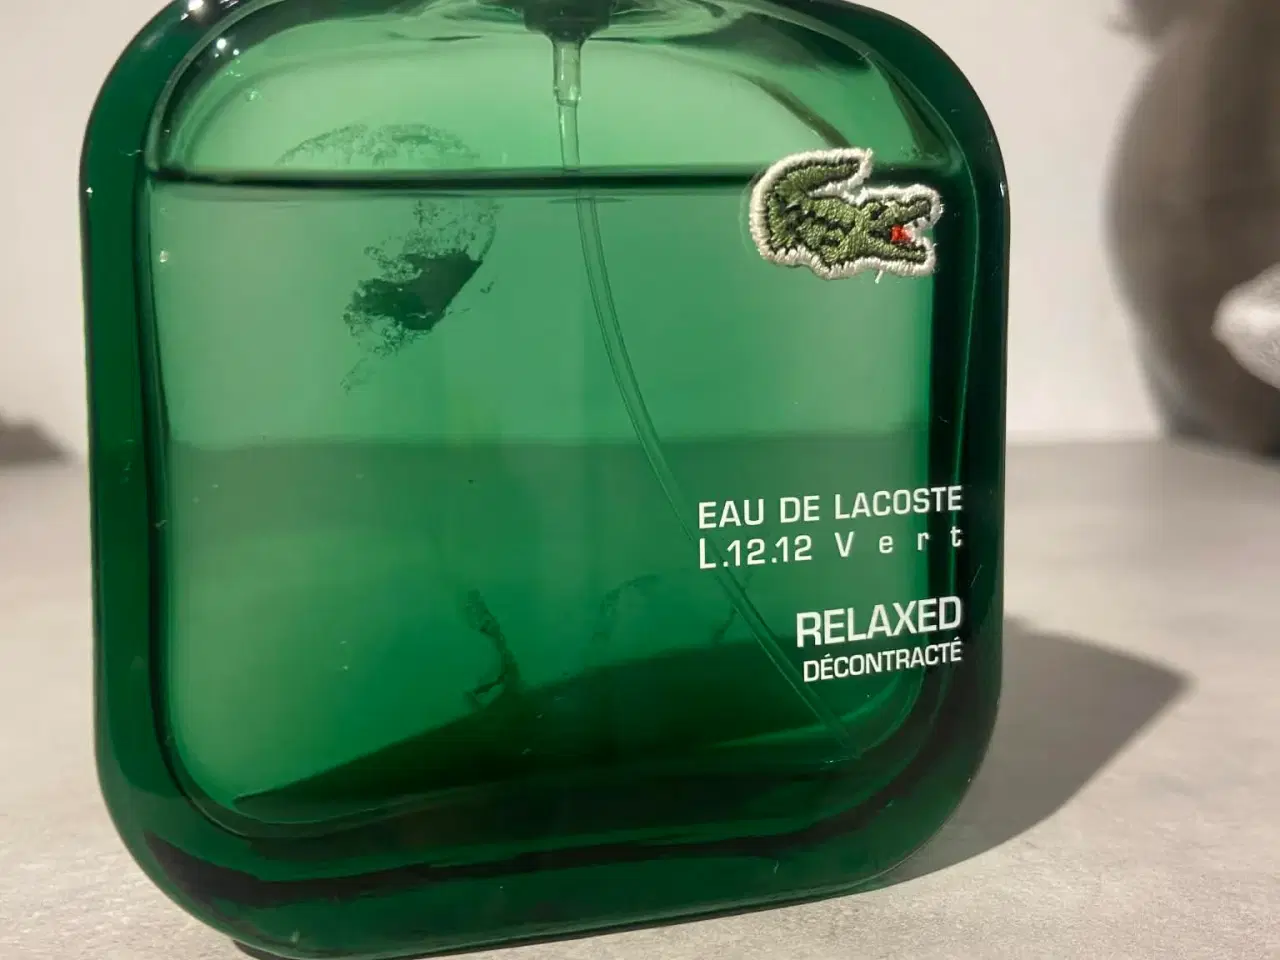 EAU DE LACOSTE
L.12.12 Vert
RELAXED
DÉCONTRACTÉ